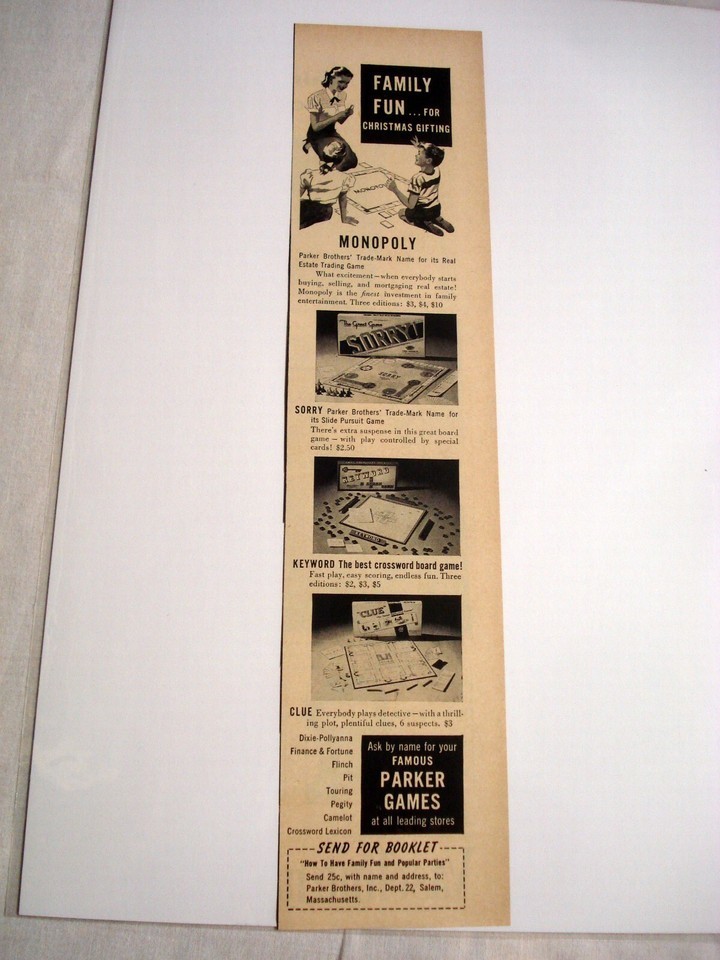 FAMILY
FUN ... FOR
CHRISTMAS GIFTING
MONOPOLY
MONOPOLY
Parker Brothers' Trade-Mark Name for its Real
Estate Trading Game
What excitement—when everybody starts
buying, selling, and mortgaging real estate!
Monopoly is the finest investment in family
entertainment. Three editions: $3, $4, $10
The Great Game
SORRY!
SORRY
SORRY Parker Brothers' Trade-Mark Name for
its Slide Pursuit Game
There's extra suspense in this great board
game — with play controlled by special
cards! $2.50
KEYWORD
KEYWORD The best crossword board game!
Fast play, easy scoring, endless fun. Three
editions: $2, $3, $5
"CLUE"
CLUE Everybody plays detective—with a thrill-
ing plot, plentiful clues, 6 suspects. $3
Dixie-Pollyanna
Finance & Fortune
Flinch
Pit
Touring
Pegity
Camelot
Crossword Lexicon
Ask by name for your
FAMOUS
PARKER
GAMES
at all leading stores
SEND FOR BOOKLET
"How To Have Family Fun and Popular Parties"
Send 25c, with name and address, to:
Parker Brothers, Inc., Dept. 22, Salem,
Massachusetts.